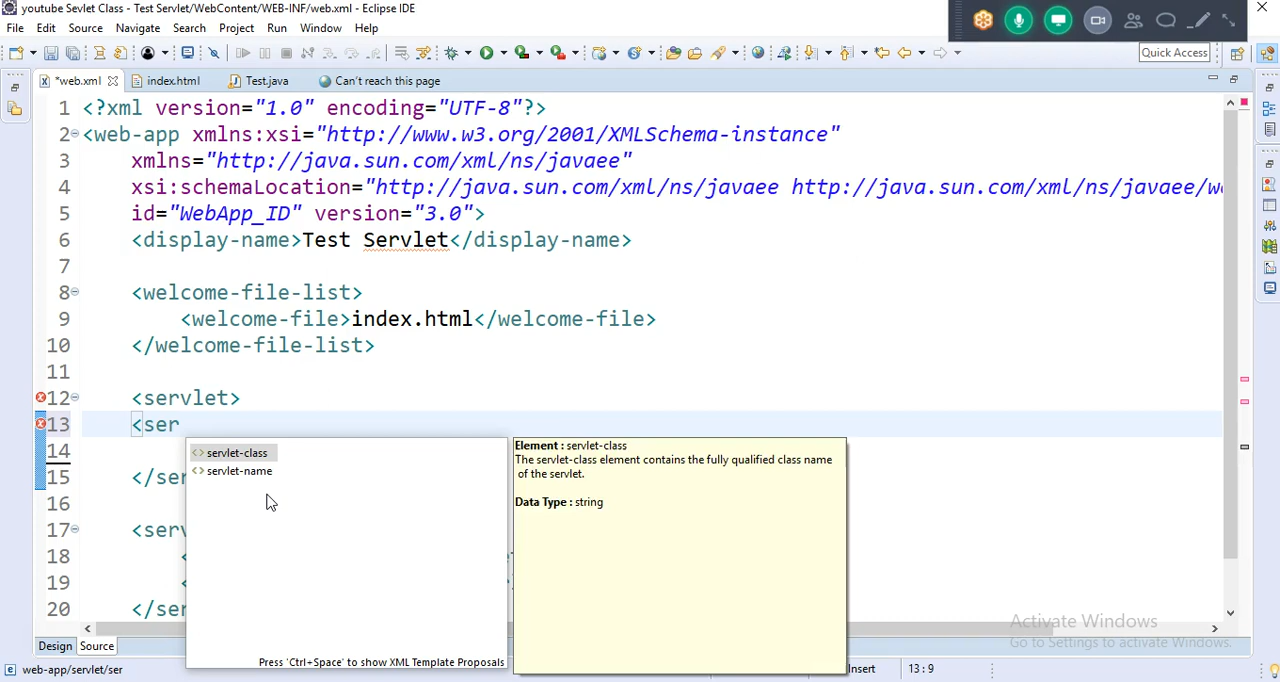 youtube Sevlet Class - Test Servlet/WebContent/WEB-INF/web.xml - Eclipse IDE
File Edit Source Navigate Search Project Run Window Help
Quick Access
*web.xml index.html Test.java Can't reach this page
1 <?xml version="1.0" encoding="UTF-8"?>
2 <web-app xmlns:xsi="http://www.w3.org/2001/XMLSchema-instance"
3 xmlns="http://java.sun.com/xml/ns/javaee"
4 xsi:schemaLocation="http://java.sun.com/xml/ns/javaee http://java.sun.com/xml/ns/javaee/w
5 id="WebApp_ID" version="3.0">
6 <display-name>Test Servlet</display-name>
7
8 <welcome-file-list>
9 <welcome-file>index.html</welcome-file>
10 </welcome-file-list>
11
12 <servlet>
13 <ser
14
15 </ser
16
17 <serv
18 <
19 <
20 </ser
servlet-class
servlet-name
Press 'Ctrl+Space' to show XML Template Proposals
Element : servlet-class
The servlet-class element contains the fully qualified class name
of the servlet.
Data Type : string
Activate Windows
Go to Settings to activate Windows.
Design Source
web-app/servlet/ser
Insert 13 : 9